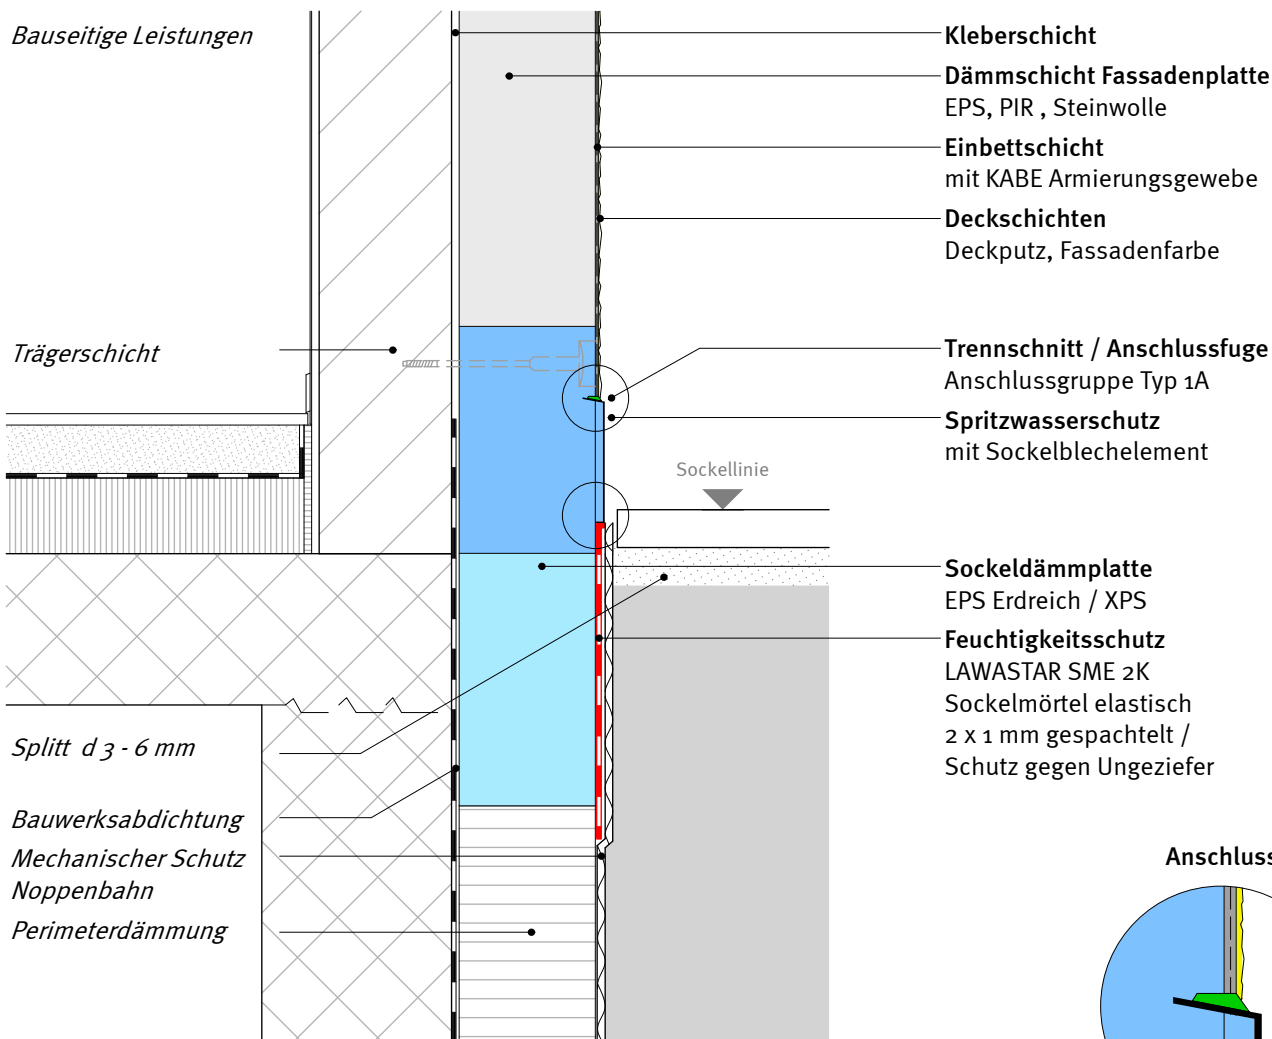 Bauseitige Leistungen
Trägerschicht
Splitt d 3 - 6 mm
Bauwerksabdichtung
Mechanischer Schutz
Noppenbahn
Perimeterdämmung
Sockellinie
Kleberschicht
Dämmschicht Fassadenplatte
EPS, PIR , Steinwolle
Einbettschicht
mit KABE Armierungsgewebe
Deckschichten
Deckputz, Fassadenfarbe
Trennschnitt / Anschlussfuge
Anschlussgruppe Typ 1A
Spritzwasserschutz
mit Sockelblechelement
Sockeldämmplatte
EPS Erdreich / XPS
Feuchtigkeitsschutz
LAWASTAR SME 2K
Sockelmörtel elastisch
2 x 1 mm gespachtelt /
Schutz gegen Ungeziefer
Anschluss